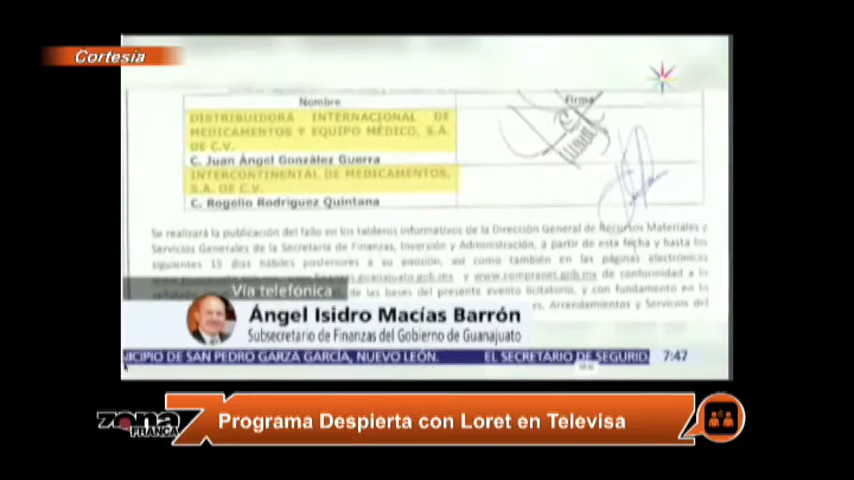 Cortesía
Nombre
Firma
DISTRIBUIDORA INTERNACIONAL DE
MEDICAMENTOS Y EQUIPO MÉDICO, S.A.
DE C.V.
C. Juan Ángel González Guerra
INTERCONTINENTAL DE MEDICAMENTOS,
S.A. DE C.V.
C. Rogelio Rodriguez Quintana
Se realizará la publicación del fallo en los tableros informativos de la Dirección General de Recursos Materiales y
Servicios Generales de la Secretaría de Finanzas, Inversión y Administración, a partir de esta fecha y hasta los
siguientes 15 días hábiles posteriores a su emisión, así como también en las páginas electrónicas
www.compranet.gob.mx de conformidad a lo
de las bases del presente evento licitatorio, y con fundamento en lo
Arrendamientos y Servicios del
Vía telefónica
Ángel Isidro Macías Barrón
Subsecretario de Finanzas del Gobierno de Guanajuato
ICIPIO DE SAN PEDRO GARZA GARCÍA, NUEVO LEÓN. EL SECRETARIO DE SEGURID 7:47
zona
FRANCA
Programa Despierta con Loret en Televisa